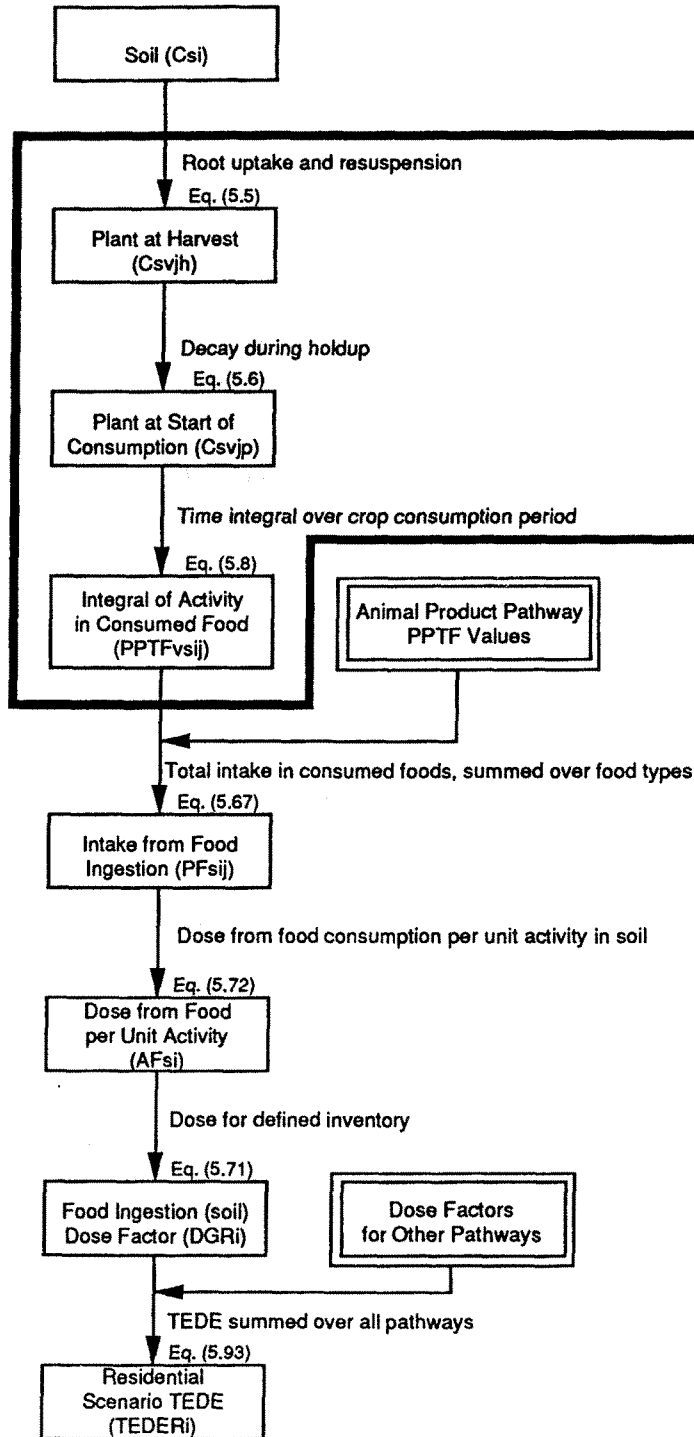 Soil (Csi)
Root uptake and resuspension
Eq. (5.5)
Plant at Harvest
(Csvjh)
Decay during holdup
Eq. (5.6)
Plant at Start of
Consumption (Csvjp)
Time integral over crop consumption period
Eq. (5.8)
Integral of Activity
in Consumed Food
(PPTFvsij)
Animal Product Pathway
PPTF Values
Total intake in consumed foods, summed over food types
Eq. (5.67)
Intake from Food
Ingestion (PFsij)
Dose from food consumption per unit activity in soil
Eq. (5.72)
Dose from Food
per Unit Activity
(AFsi)
Dose for defined inventory
Eq. (5.71)
Food Ingestion (soil)
Dose Factor (DGRi)
Dose Factors
for Other Pathways
TEDE summed over all pathways
Eq. (5.93)
Residential
Scenario TEDE
(TEDERi)